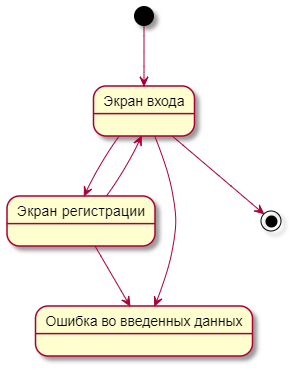 Экран входа
Экран регистрации
Ошибка во введенных данных